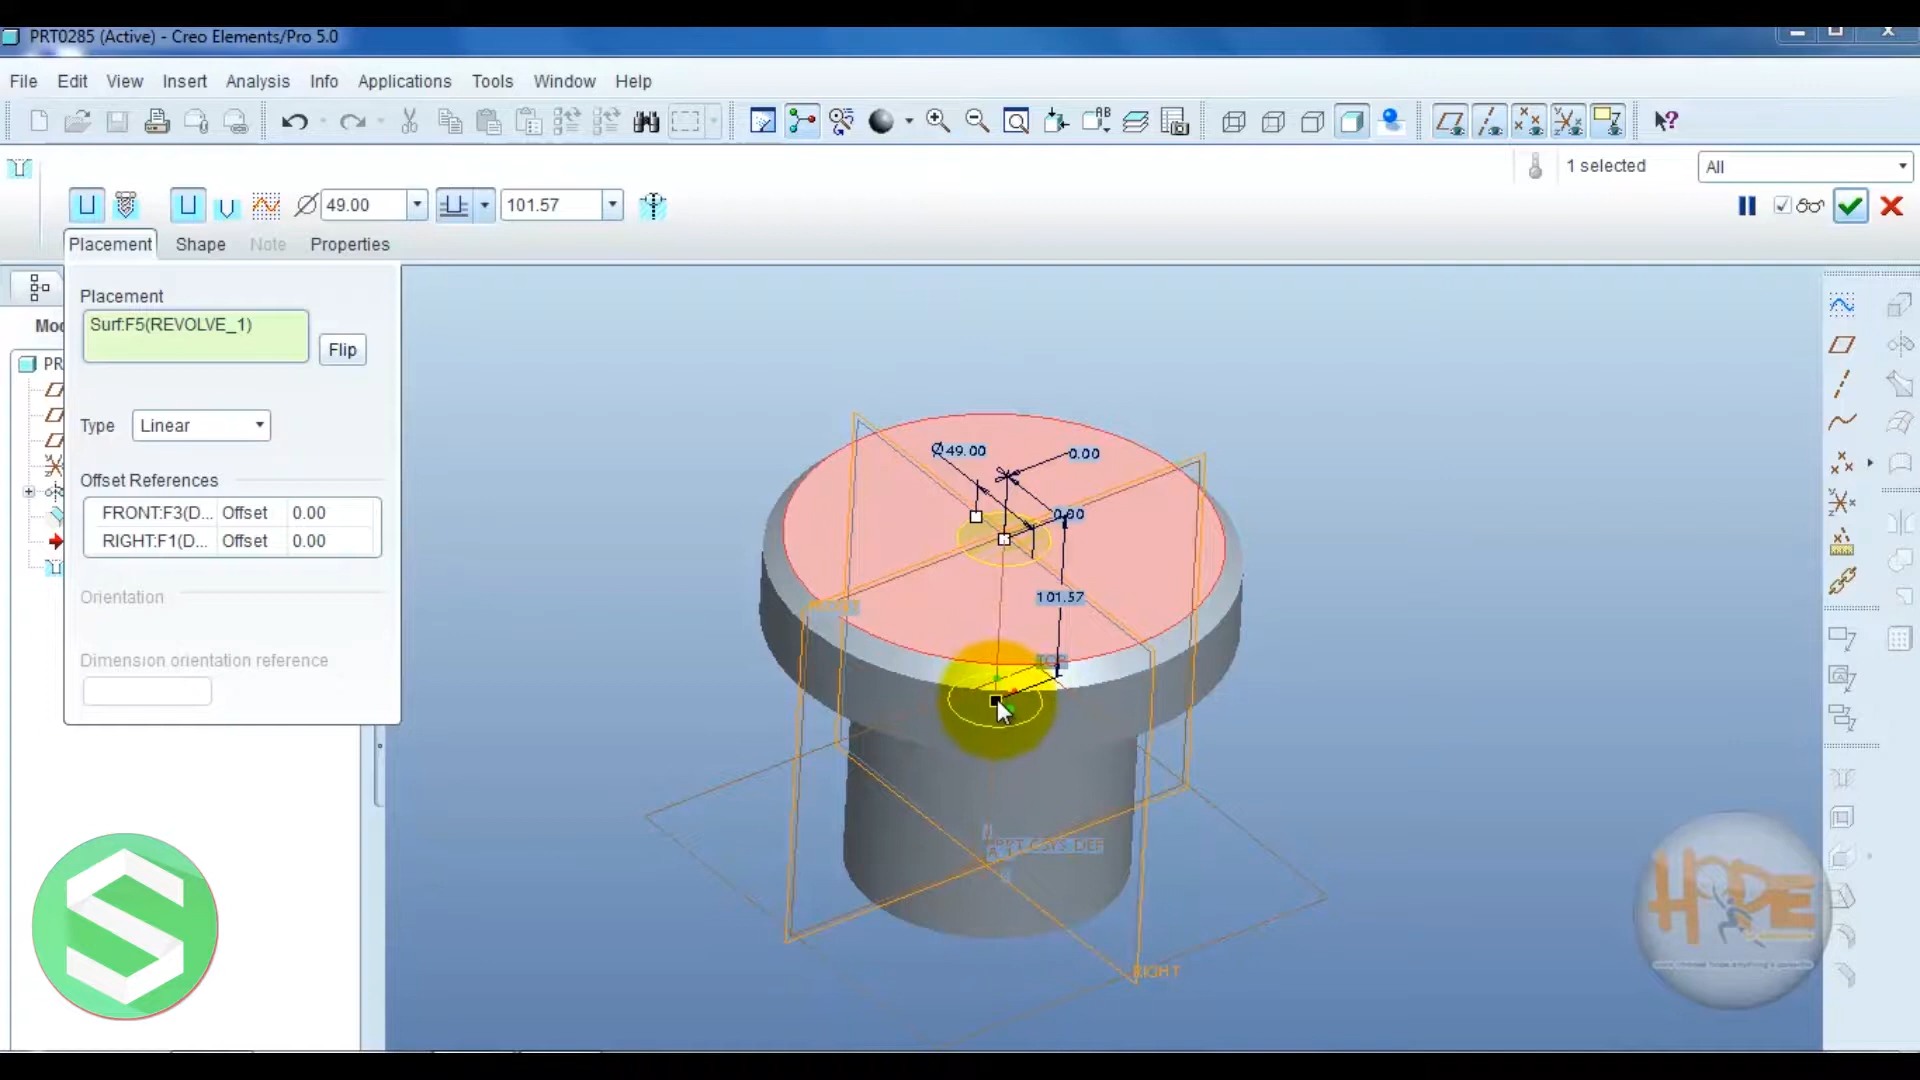 PRT0285 (Active) - Creo Elements/Pro 5.0
File Edit View Insert Analysis Info Applications Tools Window Help
1 selected All
49.00 101.57
Placement Shape Note Properties
Placement
Surf:F5(REVOLVE_1)
Flip
Type Linear
Offset References
FRONT:F3(D... Offset 0.00
RIGHT:F1(D... Offset 0.00
Orientation
Dimension orientation reference
Ø49.00
0.00
0.00
101.57
TOP
RIGHT
HOPE